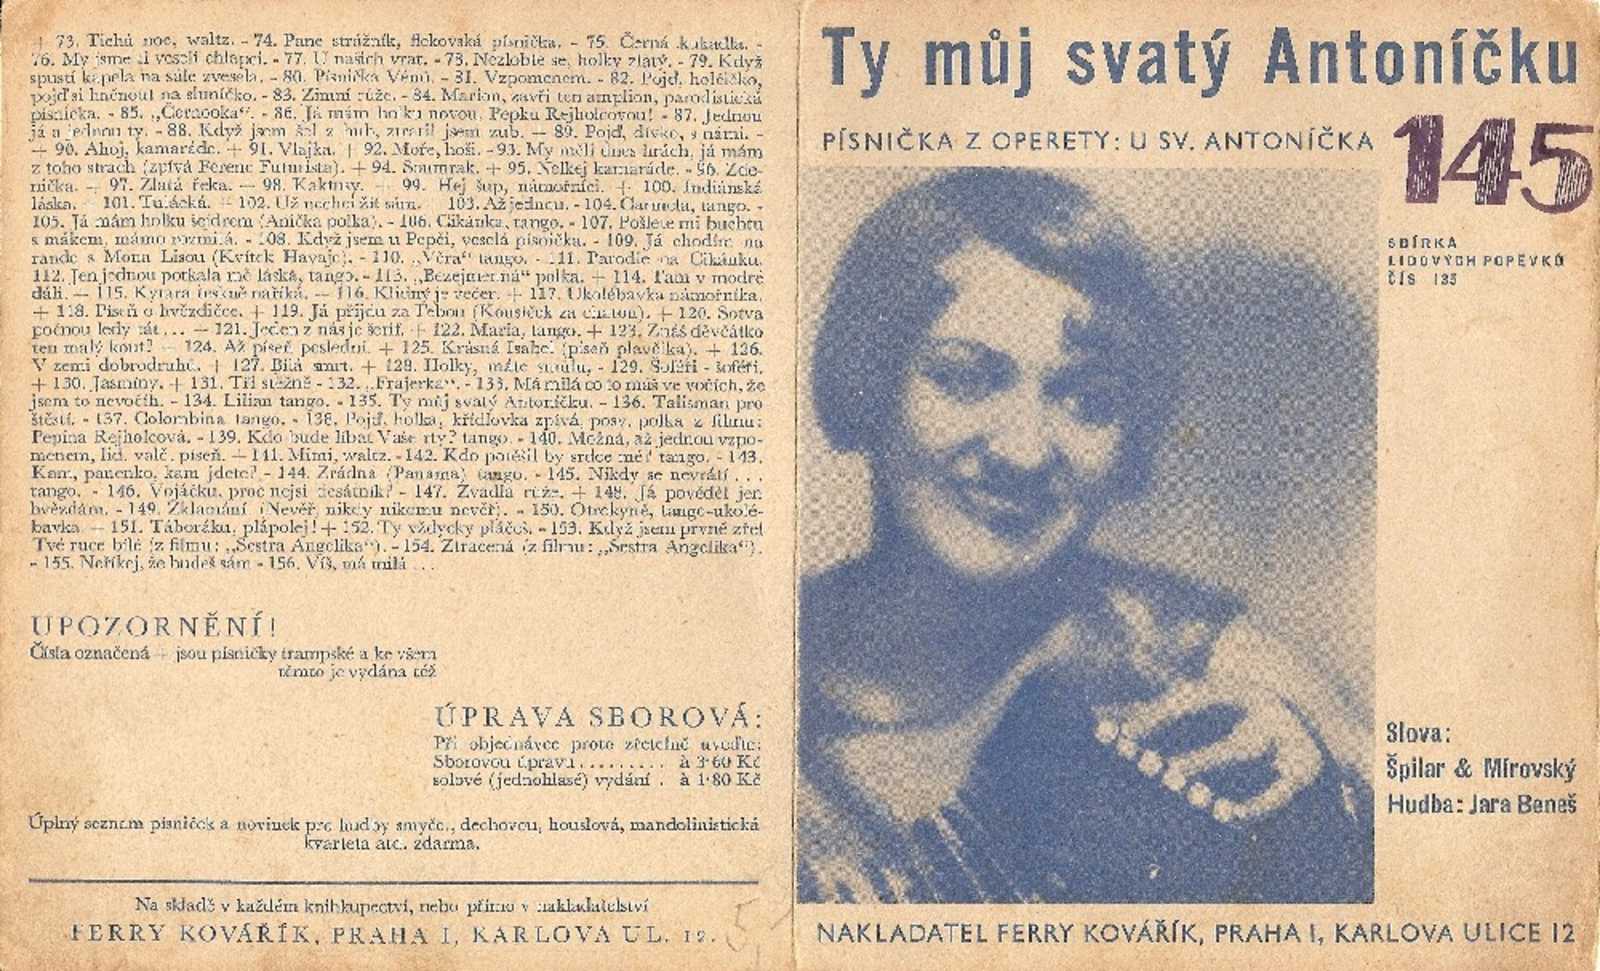 + 73. Tichá noc, waltz. - 74. Pane strážník, flekovská písnička. - 75. Černá kukadla. -
76. My jsme ti veselí chlapci. - 77. U našich vrat. - 78. Nezlobte se, holky zlatý. - 79. Když
spustí kapela na sále zvesela. - 80. Písnička Vénů. - 81. Vzpomenem. - 82. Pojď, holčičko,
pojď si hačnout na sluníčko. - 83. Zimní růže. - 84. Marion, zavři ten amplion, parodistická
písnička. - 85. „Černooká“. - 86. Já mám holku novou, Pepku Rejholcovou! - 87. Jednou
já a jednou ty. - 88. Když jsem šel z hub, ztratil jsem zub. — 89. Pojď, dívko, s námi. -
+ 90. Ahoj, kamaráde. + 91. Vlajka. + 92. Moře, hoši. - 93. My měli dnes hrách, já mám
z toho strach (zpívá Ferenc Futurista). + 94. Soumrak. + 95. Nelkej kamaráde. - 96. Zde-
nička. + 97. Zlatá řeka. — 98. Kaktusy. + 99. Hej šup, námořníci. + 100. Indiánská
láska. 101. Tulácká. + 102. Už nechci žít sám. 103. Až jednou. - 104. Carmela, tango. -
105. Já mám holku šejdrem (Anička polka). - 106. Cikánka, tango. - 107. Pošlete mi buchtu
s mákem, mámo rozmilá. - 108. Když jsem u Pepči, veselá písnička. - 109. Já chodím na
rande s Mona Lisou (Kvítek Havaje). - 110. „Věra“ tango. - 111. Parodie na Cikánku.
112. Jen jednou potkala mě láska, tango. - 113. „Bezejmenná“ polka. + 114. Tam v modré
dáli. — 115. Kytara teskně naříká. — 116. Klidný je večer. + 117. Ukolébavka námořníka.
+ 118. Píseň o hvězdičce. + 119. Já přijdu za Tebou (Kousíček za chatou). + 120. Sotva
počnou ledy tát... — 121. Jeden z nás je šerif. + 122. Maria, tango. + 123. Znáš děvčátko
ten malý kout? — 124. Až píseň poslední. + 125. Krásná Isabel (píseň plavčíka). + 126.
V zemi dobrodruhů. + 127. Bílá smrt. + 128. Holky, máte smůlu, - 129. Šoféři - šoféři.
+ 130. Jasmíny. + 131. Tři stěžně - 132. „Frajerka“. - 133. Má milá co to máš ve vočích, že
jsem to nevočih. - 134. Lilian tango. - 135. Ty můj svatý Antoníčku. - 136. Talisman pro
štěstí. - 137. Colombina tango. - 138. Pojď, holka, křídlovka zpívá, posv. polka z filmu:
Pepina Rejholcová. - 139. Kdo bude líbat Vaše rty? tango. - 140. Možná, až jednou vzpo-
menem, lid. valč. píseň. + 141. Mimi, waltz. - 142. Kdo potěšil by srdce mé? tango. - 143.
Kam, panenko, kam jdete? - 144. Zrádná (Panama) tango. - 145. Nikdy se nevrátí ...
tango. - 146. Vojáčku, proč nejsi desátník? - 147. Zvadlá růže. + 148. Já pověděl jen
hvězdám. - 149. Zklamání (Nevěř, nikdy nikomu nevěř). - 150. Otrokyně, tango-ukolé-
bavka. — 151. Táboráku, plápolej! + 152. Ty vždycky pláčeš. - 153. Když jsem prvně zřel
Tvé ruce bílé (z filmu: „Sestra Angelika“). - 154. Ztracená (z filmu: „Sestra Angelika“).
- 155. Neříkej, že budeš sám - 156. Víš, má milá ...
UPOZORNĚNÍ!
Čísla označená + jsou písničky trampské a ke všem
těmto je vydána též
ÚPRAVA SBOROVÁ:
Při objednávce proto zřetelně uveďte:
Sborovou úpravu ......... à 3·60 Kč
sólové (jednohlasé) vydání . à 1·80 Kč
Úplný seznam písniček a novinek pro hudby smyčc., dechovou, houslová, mandolinistická
kvarteta atd. zdarma.
Na skladě v každém knihkupectví, nebo přímo v nakladatelství
FERRY KOVÁŘÍK, PRAHA I, KARLOVA UL. 12.
Ty můj svatý Antoníčku
PÍSNIČKA Z OPERETY: U SV. ANTONÍČKA
145
SBÍRKA
LIDOVÝCH POPĚVKŮ
ČÍS 135
Slova:
Špilar & Mírovský
Hudba: Jara Beneš
NAKLADATEL FERRY KOVÁŘÍK, PRAHA I, KARLOVA ULICE 12